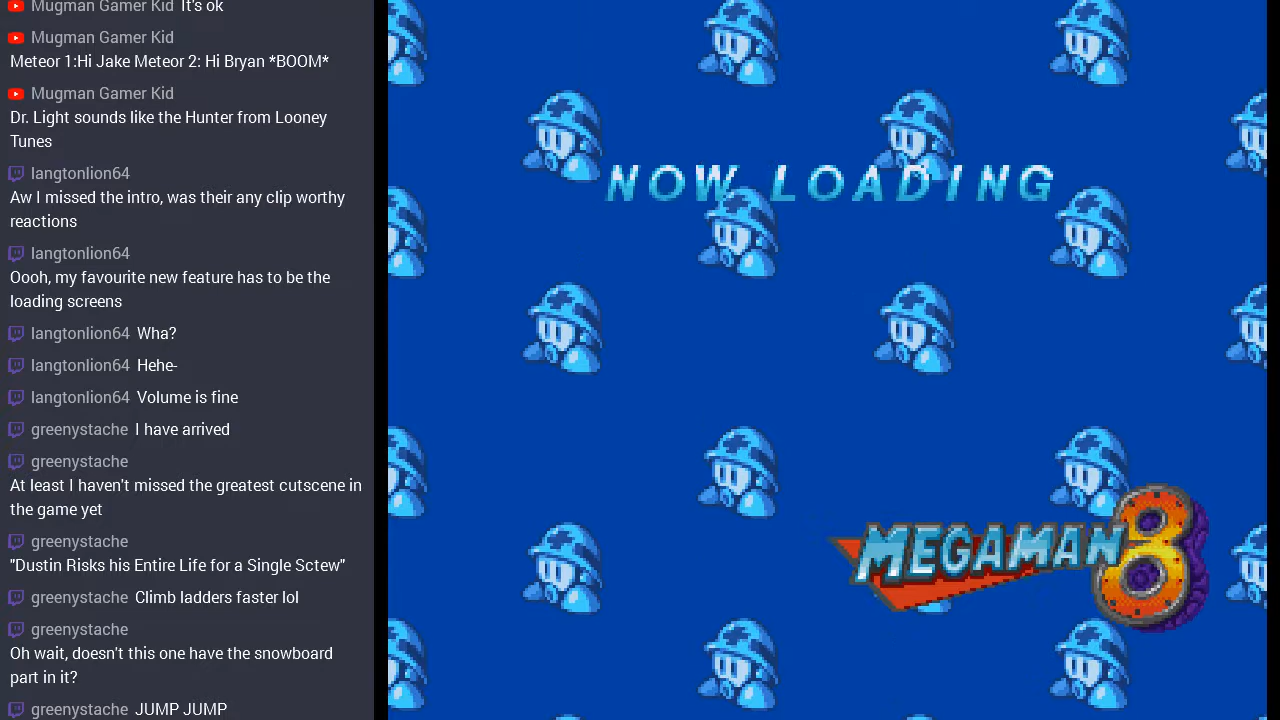 Mugman Gamer Kid It's ok
Mugman Gamer Kid
Meteor 1:Hi Jake Meteor 2: Hi Bryan *BOOM*
Mugman Gamer Kid
Dr. Light sounds like the Hunter from Looney
Tunes
langtonlion64
Aw I missed the intro, was their any clip worthy
reactions
langtonlion64
Oooh, my favourite new feature has to be the
loading screens
langtonlion64 Wha?
langtonlion64 Hehe-
langtonlion64 Volume is fine
greenystache I have arrived
greenystache
At least I haven't missed the greatest cutscene in
the game yet
greenystache
"Dustin Risks his Entire Life for a Single Sctew"
greenystache Climb ladders faster lol
greenystache
Oh wait, doesn't this one have the snowboard
part in it?
greenystache JUMP JUMP
NOW LOADING
MEGAMAN 8